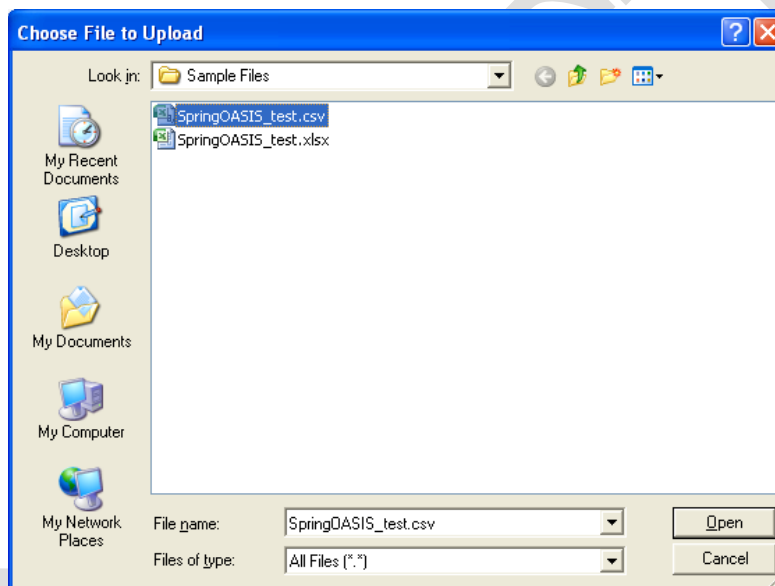 Choose File to Upload
Look in: Sample Files
SpringOASIS_test.csv
SpringOASIS_test.xlsx
My Recent
Documents
Desktop
My Documents
My Computer
My Network
Places
File name: SpringOASIS_test.csv Open
Files of type: All Files (*.*) Cancel